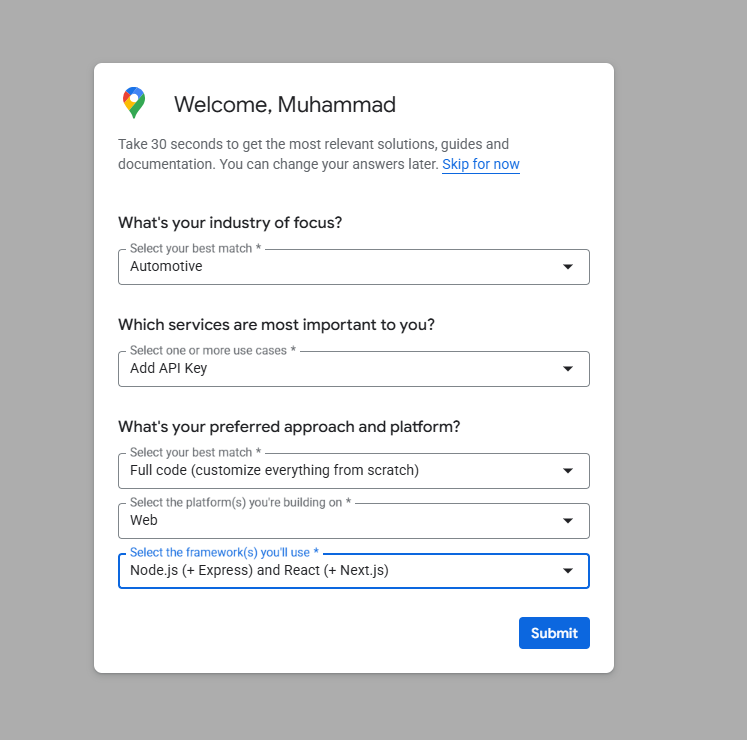 Welcome, Muhammad
Take 30 seconds to get the most relevant solutions, guides and
documentation. You can change your answers later. Skip for now
What's your industry of focus?
Select your best match *
Automotive
Which services are most important to you?
Select one or more use cases *
Add API Key
What's your preferred approach and platform?
Select your best match *
Full code (customize everything from scratch)
Select the platform(s) you're building on *
Web
Select the framework(s) you'll use *
Node.js (+ Express) and React (+ Next.js)
Submit